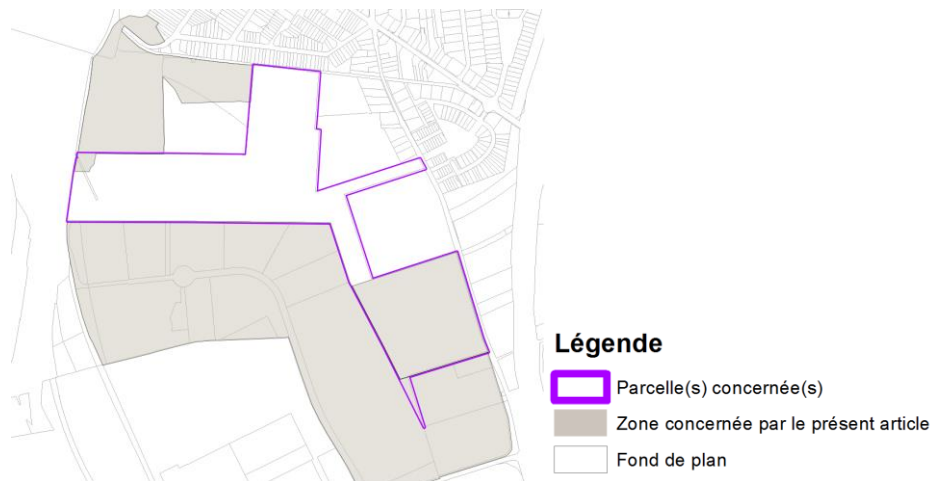 Légende
Parcelle(s) concernée(s)
Zone concernée par le présent article
Fond de plan